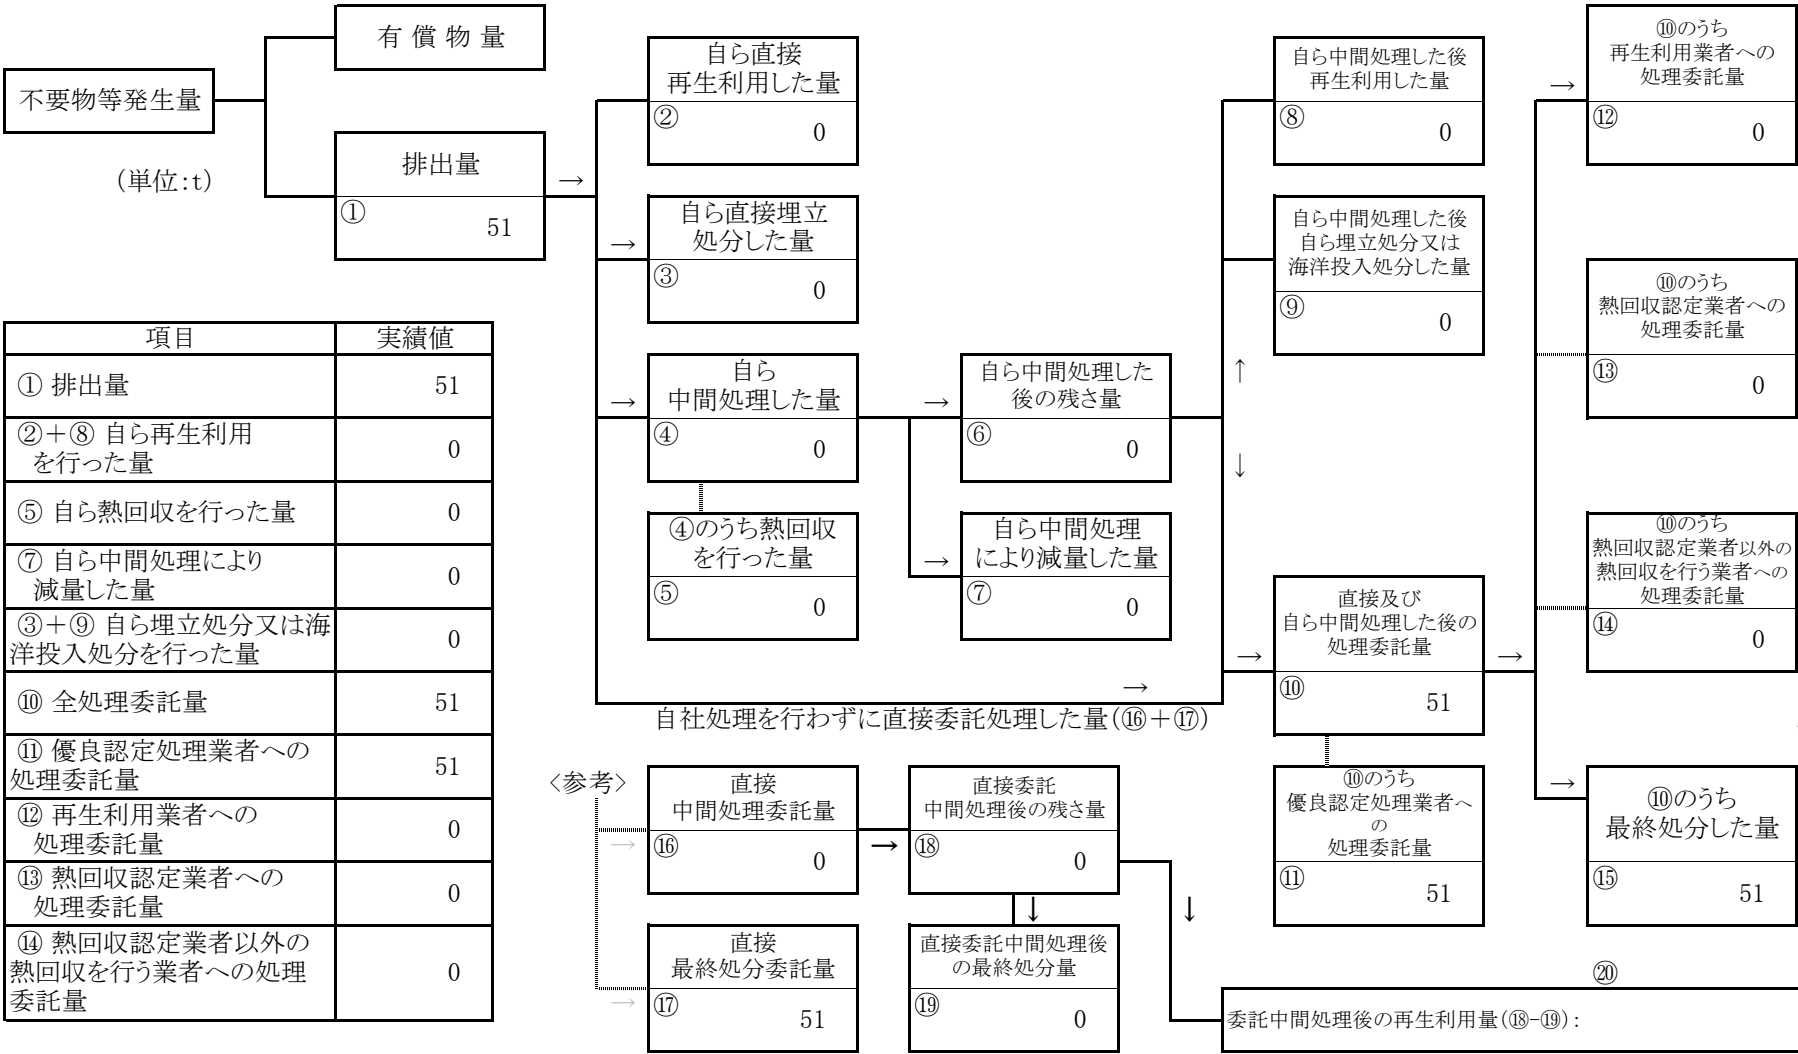 有 償 物 量
不要物等発生量
(単位:t)
排出量
①
51
→
自ら直接
再生利用した量
②
0
→
自ら直接埋立
処分した量
③
0
→
自ら
中間処理した量
④
0
④のうち熱回収
を行った量
⑤
0
→
自ら中間処理した
後の残さ量
⑥
0
→
自ら中間処理
により減量した量
⑦
0
自ら中間処理した後
再生利用した量
⑧
0
自ら中間処理した後
自ら埋立処分又は
海洋投入処分した量
⑨
0
↑
↓
→
直接及び
自ら中間処理した後の
処理委託量
⑩
51
⑩のうち
優良認定処理業者へ
の
処理委託量
⑪
51
→
→
⑩のうち
再生利用業者への
処理委託量
⑫
0
⑩のうち
熱回収認定業者への
処理委託量
⑬
0
⑩のうち
熱回収認定業者以外の
熱回収を行う業者への
処理委託量
⑭
0
→
⑩のうち
最終処分した量
⑮
51
→
自社処理を行わずに直接委託処理した量(⑯+⑰)
<参考>
→
直接
中間処理委託量
⑯
0
→
直接委託
中間処理後の残さ量
⑱
0
↓
↓
→
直接
最終処分委託量
⑰
51
直接委託中間処理後
の最終処分量
⑲
0
⑳
委託中間処理後の再生利用量(⑱-⑲):
項目 実績値
① 排出量 51
②+⑧ 自ら再生利用
を行った量 0
⑤ 自ら熱回収を行った量 0
⑦ 自ら中間処理により
減量した量 0
③+⑨ 自ら埋立処分又は海
洋投入処分を行った量 0
⑩ 全処理委託量 51
⑪ 優良認定処理業者への
処理委託量 51
⑫ 再生利用業者への
処理委託量 0
⑬ 熱回収認定業者への
処理委託量 0
⑭ 熱回収認定業者以外の
熱回収を行う業者への処理 0
委託量